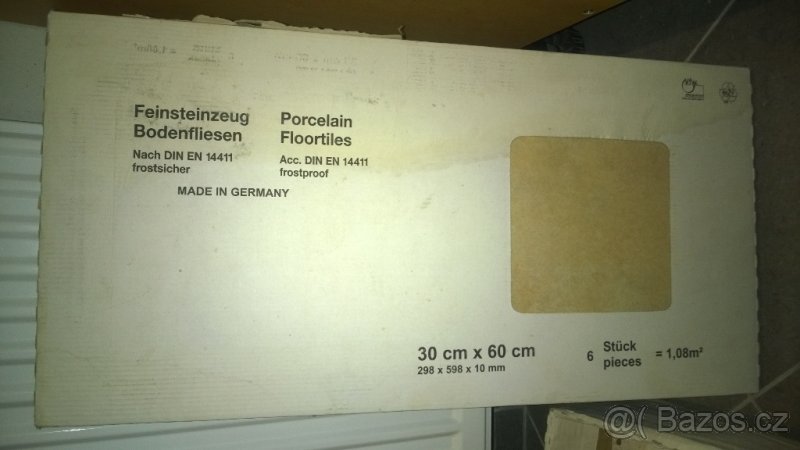 Feinsteinzeug
Bodenfliesen
Nach DIN EN 14411
frostsicher
Porcelain
Floortiles
Acc. DIN EN 14411
frostproof
MADE IN GERMANY
30 cm x 60 cm
298 x 598 x 10 mm
6 Stück
pieces = 1,08m²
@ Bazos.cz